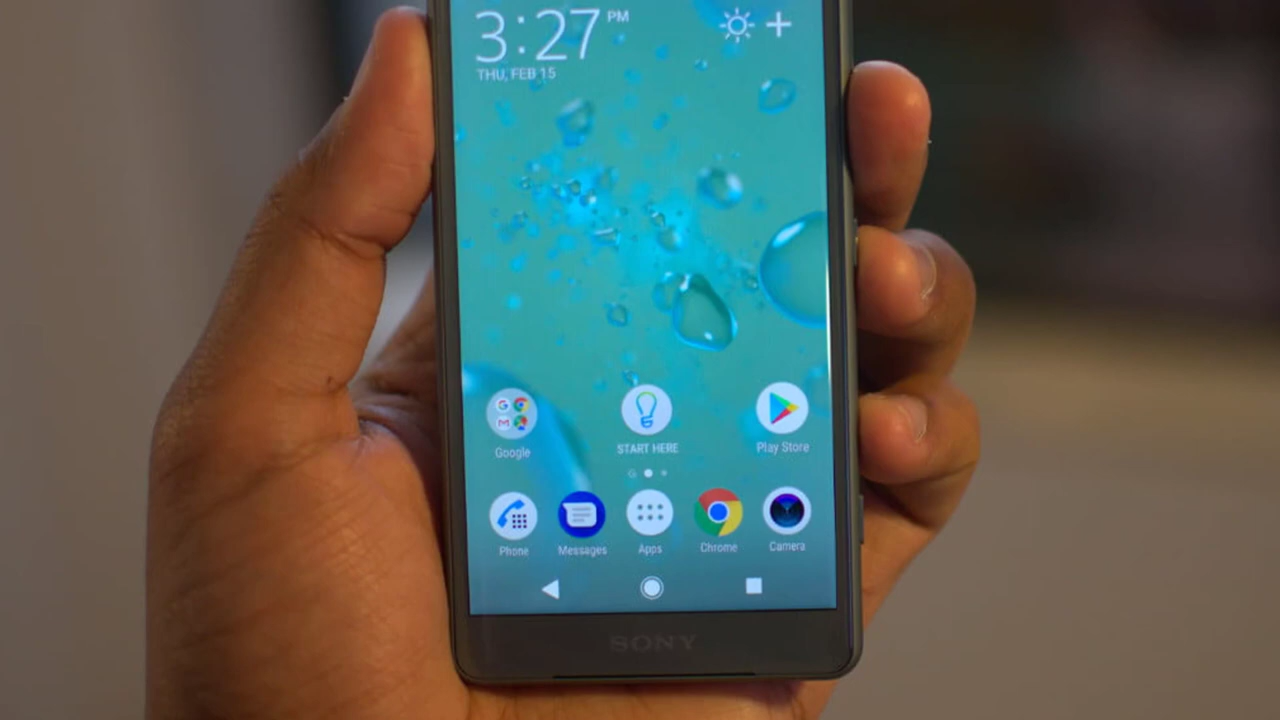 3:27 PM
THU, FEB 15
Google
START HERE
Play Store
Phone
Messages
Apps
Chrome
Camera
SONY